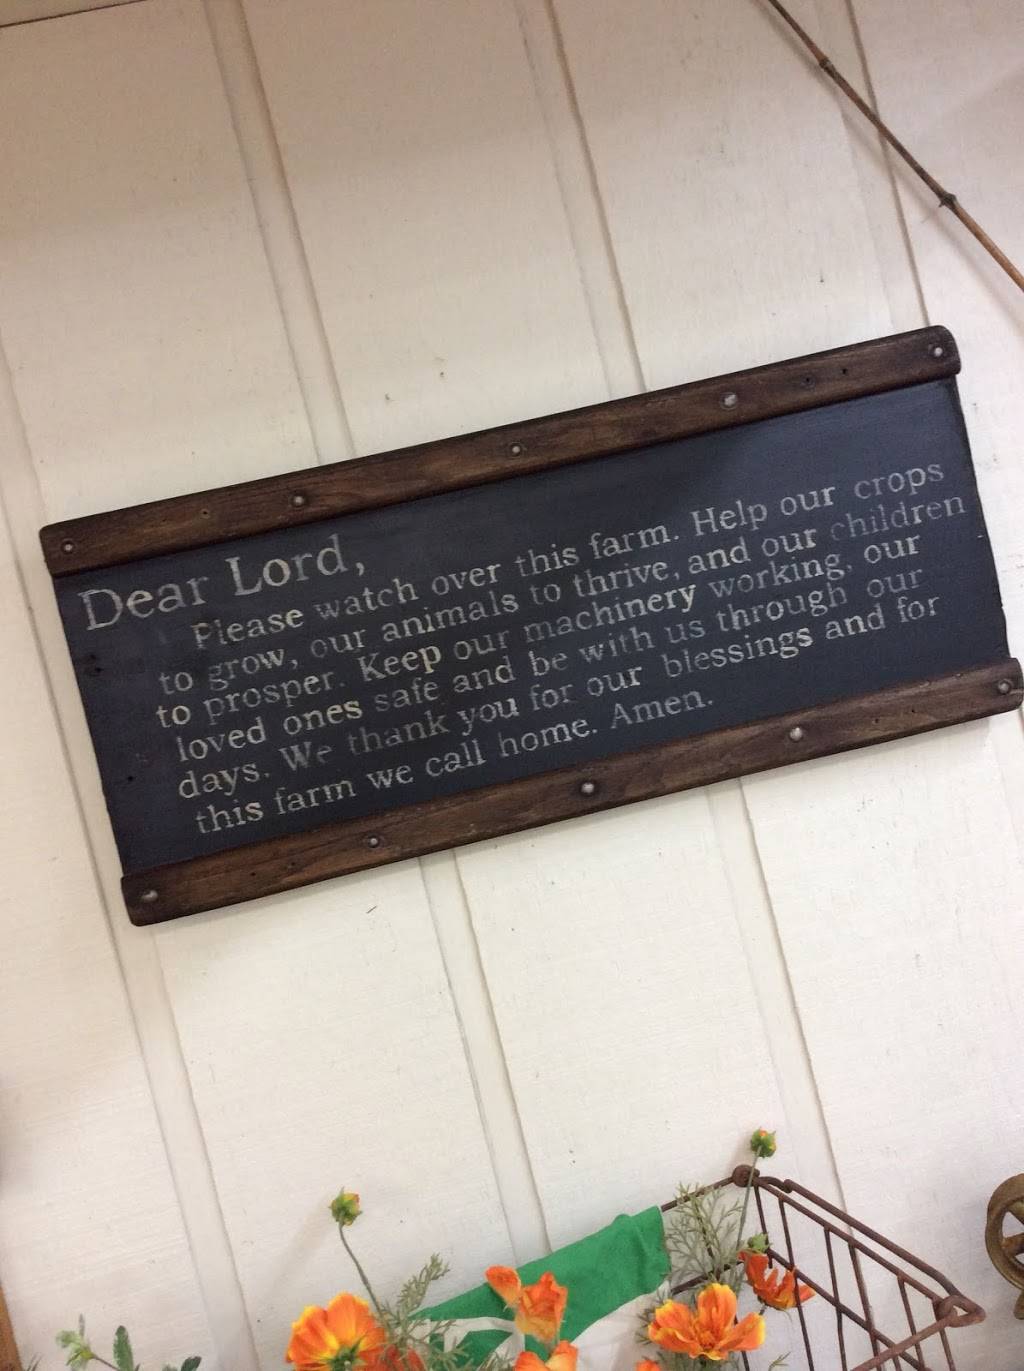 Dear Lord,
Please watch over this farm. Help our crops
to grow, our animals to thrive, and our children
to prosper. Keep our machinery working, our
loved ones safe and be with us through our
days. We thank you for our blessings and for
this farm we call home. Amen.